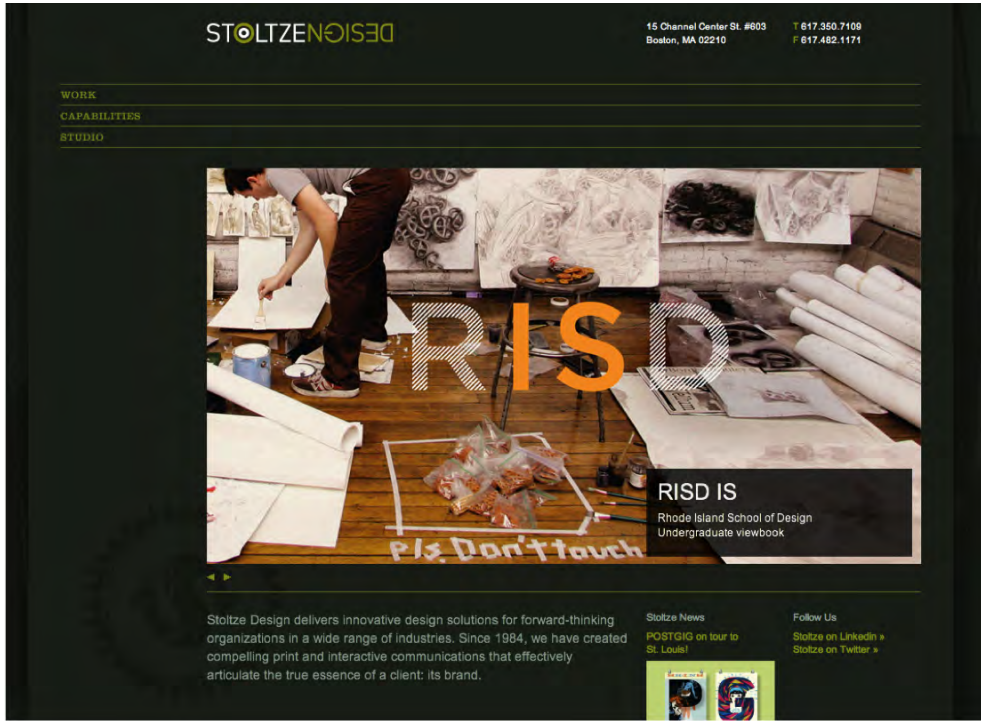 STOLTZEDESIGN
15 Channel Center St. #603
Boston, MA 02210
T 617.350.7109
F 617.482.1171
WORK
CAPABILITIES
STUDIO
RISD
Pls. Don't touch
RISD IS
Rhode Island School of Design
Undergraduate viewbook
Stoltze Design delivers innovative design solutions for forward-thinking
organizations in a wide range of industries. Since 1984, we have created
compelling print and interactive communications that effectively
articulate the true essence of a client: its brand.
Stoltze News
POSTGIG on tour to
St. Louis!
Follow Us
Stoltze on Linkedin »
Stoltze on Twitter »
G